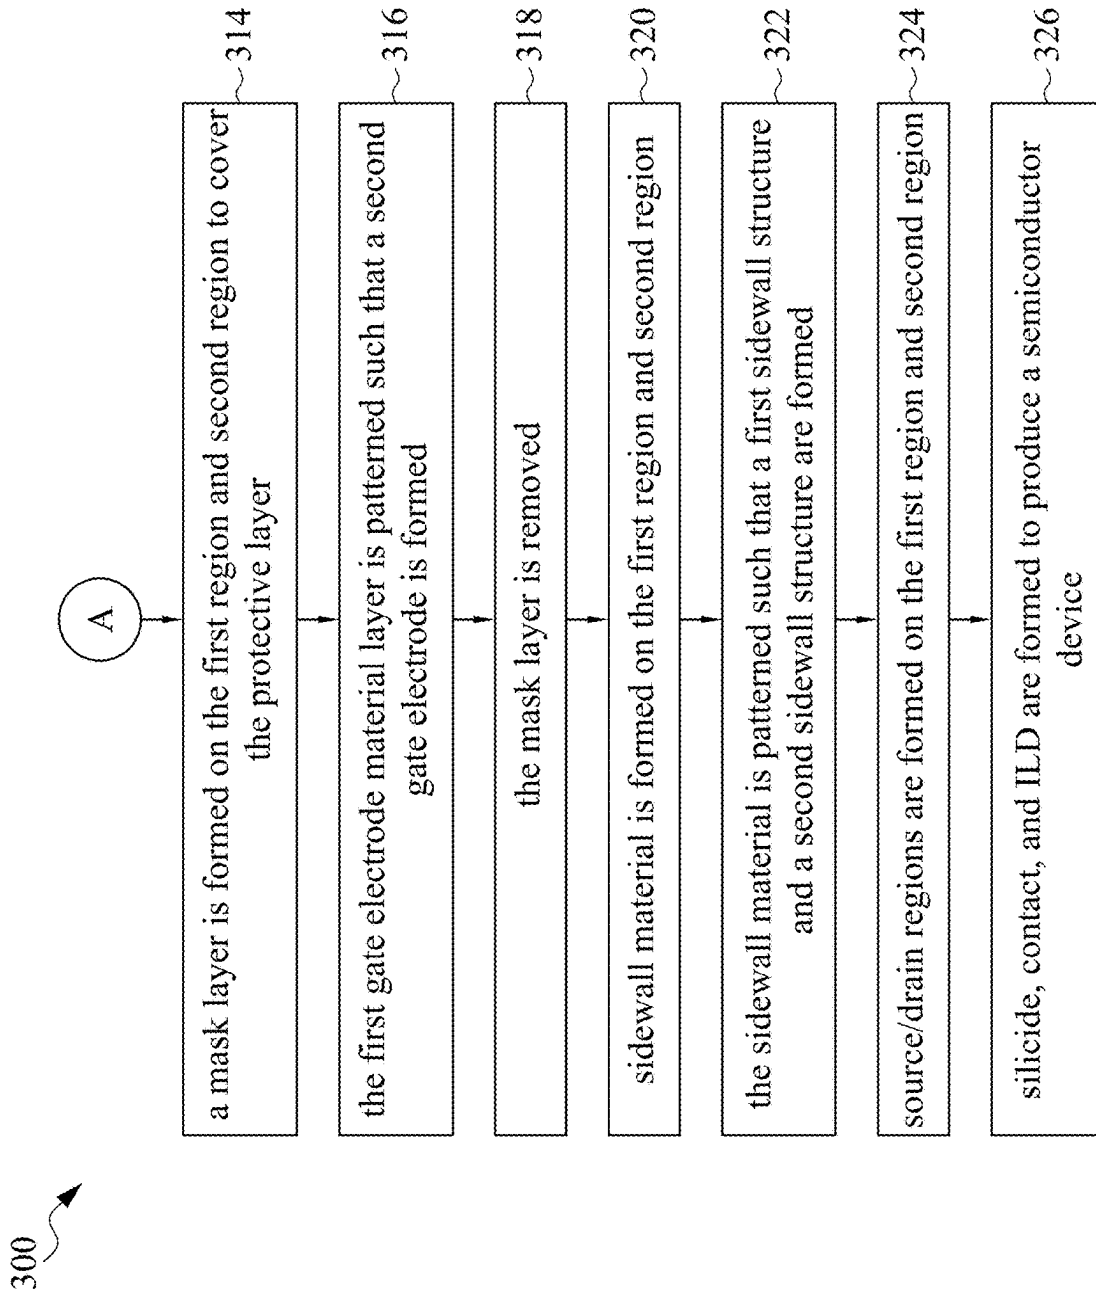 300
A
a mask layer is formed on the first region and second region to cover
the protective layer
314
the first gate electrode material layer is patterned such that a second
gate electrode is formed
316
the mask layer is removed
318
sidewall material is formed on the first region and second region
320
the sidewall material is patterned such that a first sidewall structure
and a second sidewall structure are formed
322
source/drain regions are formed on the first region and second region
324
silicide, contact, and ILD are formed to produce a semiconductor
device
326